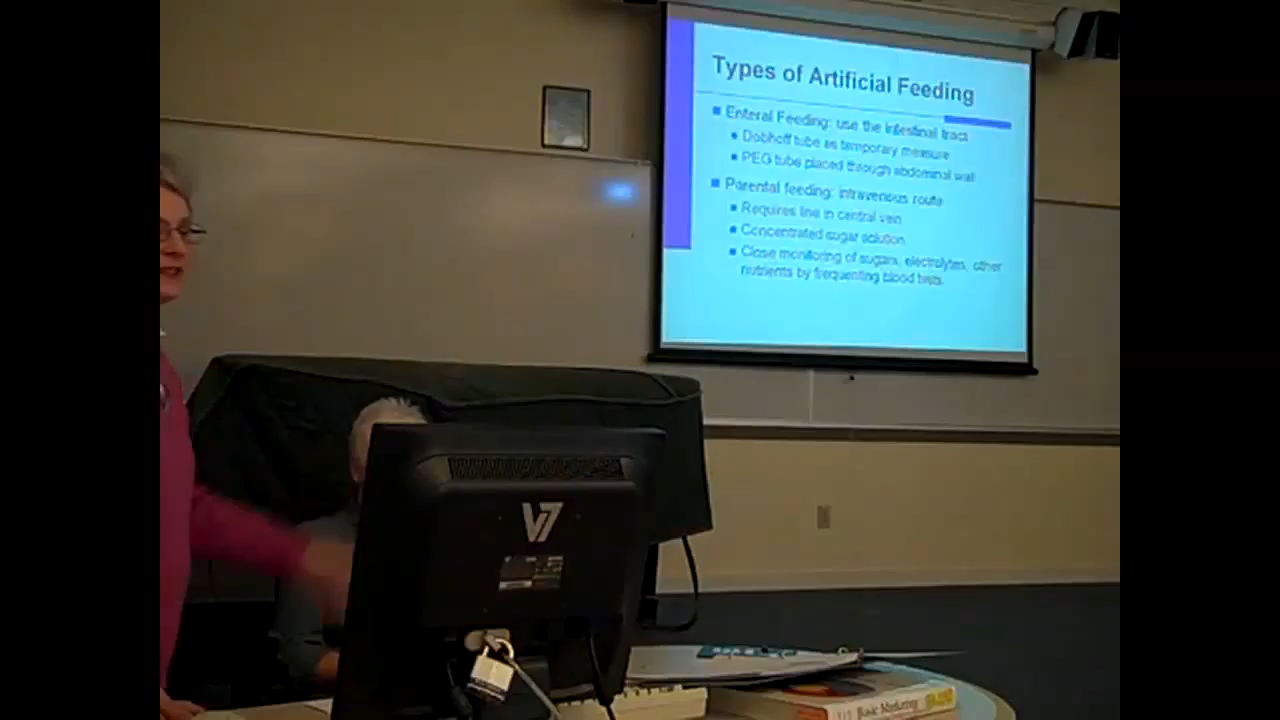 Types of Artificial Feeding
Enteral Feeding: use the intestinal tract
Dobhoff tube as temporary measure
PEG tube placed through abdominal wall
Parental feeding: intravenous route
Requires line in central vein
Concentrated sugar solution
Close monitoring of sugars, electrolytes, other
nutrients by frequenting blood tests
V7
Basic Marketing